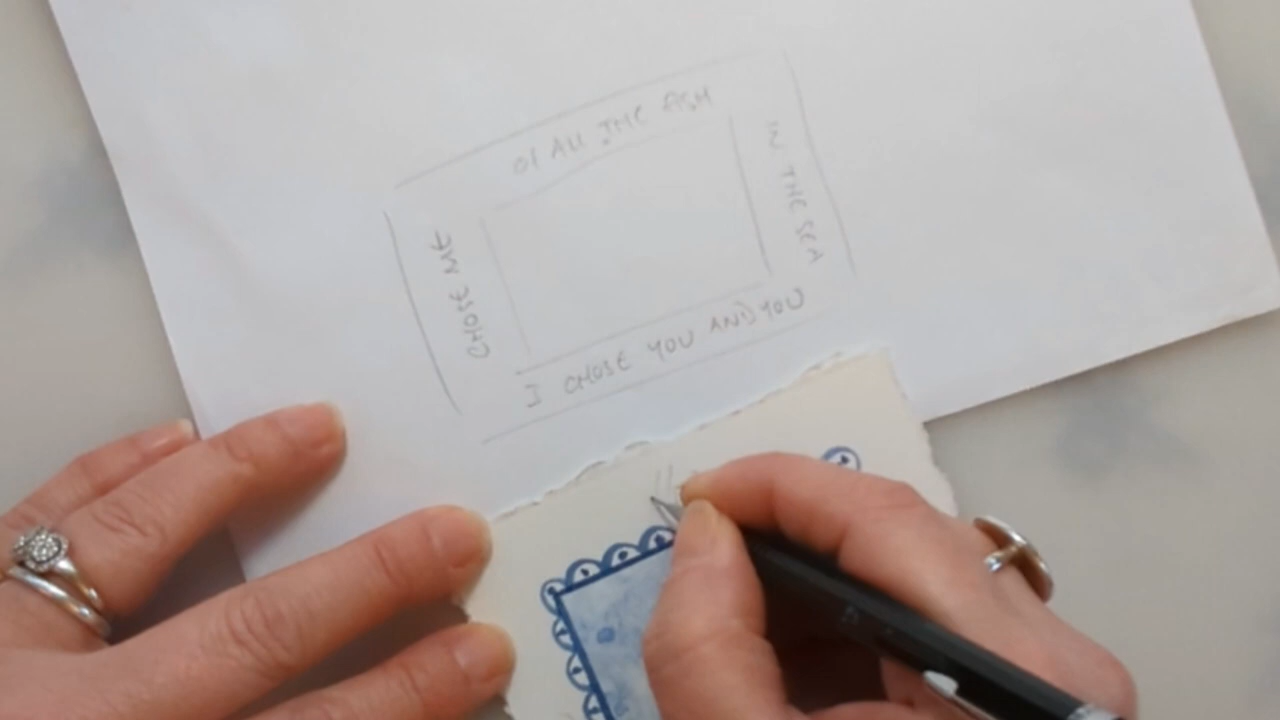 Of ALL THE FISH
IN THE SEA
I CHOSE YOU AND YOU
CHOSE ME